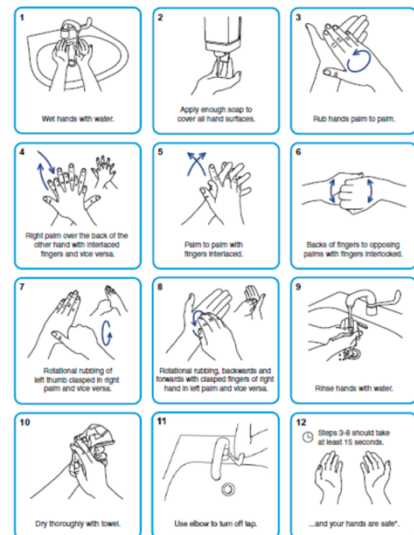 1
Wet hands with water.
2
Apply enough soap to
cover all hand surfaces.
3
Rub hands palm to palm.
4
Right palm over the back of the
other hand with interlaced
fingers and vice versa.
5
Palm to palm with
fingers interlaced.
6
Backs of fingers to opposing
palms with fingers interlocked.
7
Rotational rubbing of
left thumb clasped in right
palm and vice versa.
8
Rotational rubbing, backwards and
forwards with clasped fingers of right
hand in left palm and vice versa.
9
Rinse hands with water.
10
Dry thoroughly with towel.
11
Use elbow to turn off tap.
12
Steps 3-8 should take
at least 15 seconds.
...and your hands are safe*.